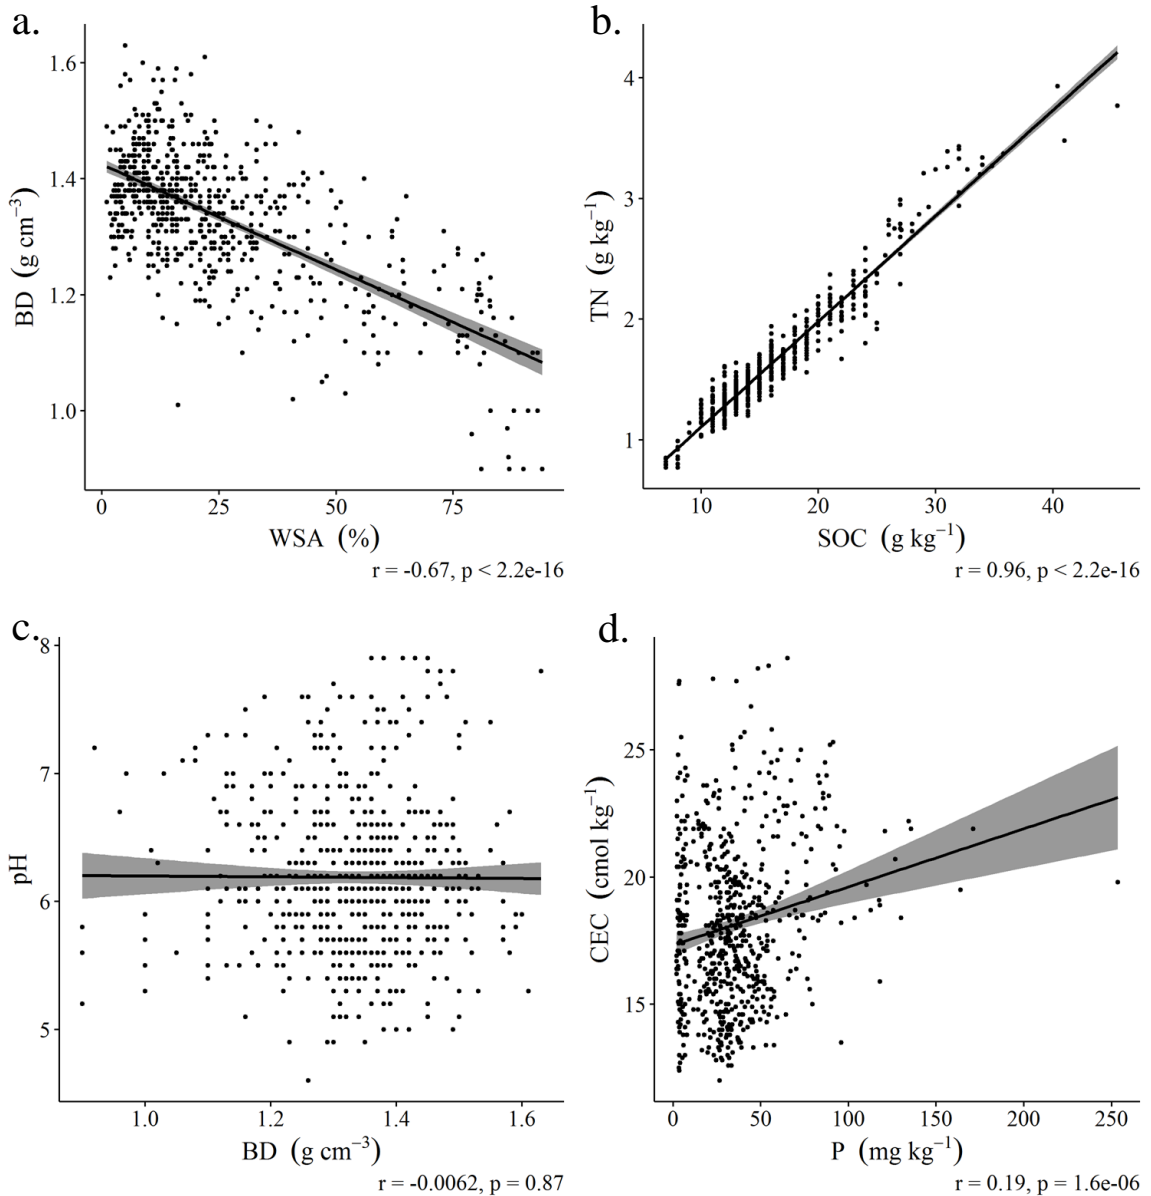 a.
1.6
1.4
1.2
1.0
BD (g cm−3)
0 25 50 75
WSA (%)
r = -0.67, p < 2.2e-16
b.
4
3
2
1
TN (g kg−1)
10 20 30 40
SOC (g kg−1)
r = 0.96, p < 2.2e-16
c.
8
7
6
5
pH
1.0 1.2 1.4 1.6
BD (g cm−3)
r = -0.0062, p = 0.87
d.
25
20
15
CEC (cmol kg−1)
0 50 100 150 200 250
P (mg kg−1)
r = 0.19, p = 1.6e-06